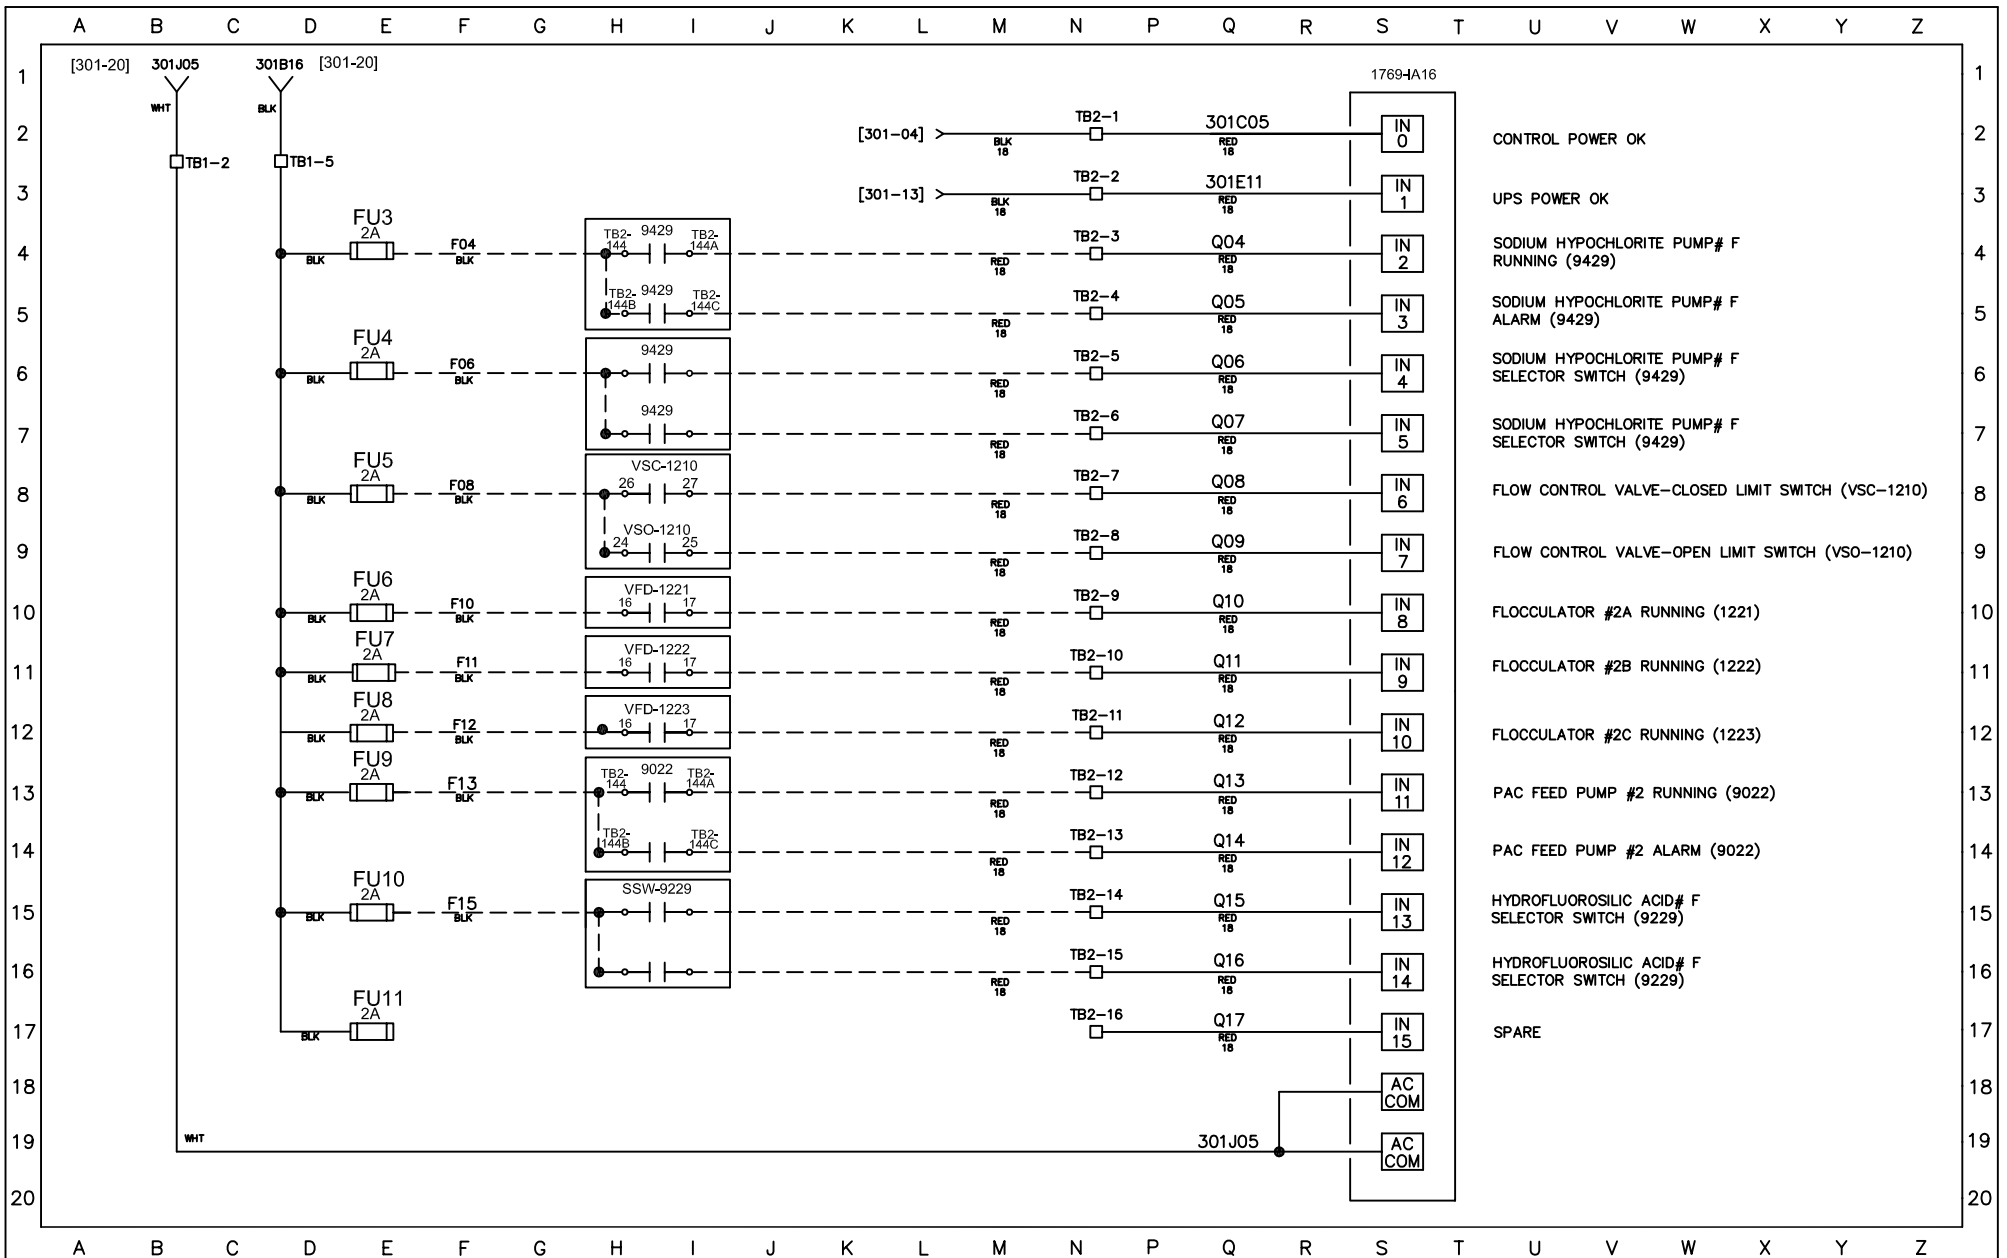 A B C D E F G H I J K L M N P Q R S T U V W X Y Z
[301-20] 301J05 301B16 [301-20]
1 1769-IA16 1
WHT BLK
2 [301-04] TB2-1 301C05 IN 0 CONTROL POWER OK 2
BLK 18 RED 18
TB1-2 TB1-5
3 [301-13] TB2-2 301E11 IN 1 UPS POWER OK 3
BLK 18 RED 18
FU3 2A
4 BLK F04 BLK TB2-144 9429 TB2-144A RED 18 TB2-3 Q04 RED 18 IN 2 SODIUM HYPOCHLORITE PUMP# F 4
RUNNING (9429)
5 TB2-144B 9429 TB2-144C RED 18 TB2-4 Q05 RED 18 IN 3 SODIUM HYPOCHLORITE PUMP# F 5
ALARM (9429)
FU4 2A
6 BLK F06 BLK 9429 RED 18 TB2-5 Q06 RED 18 IN 4 SODIUM HYPOCHLORITE PUMP# F 6
SELECTOR SWITCH (9429)
7 9429 RED 18 TB2-6 Q07 RED 18 IN 5 SODIUM HYPOCHLORITE PUMP# F 7
SELECTOR SWITCH (9429)
FU5 2A VSC-1210
8 BLK F08 BLK 26 27 RED 18 TB2-7 Q08 RED 18 IN 6 FLOW CONTROL VALVE-CLOSED LIMIT SWITCH (VSC-1210) 8
VSO-1210
9 24 25 RED 18 TB2-8 Q09 RED 18 IN 7 FLOW CONTROL VALVE-OPEN LIMIT SWITCH (VSO-1210) 9
FU6 2A VFD-1221
10 BLK F10 BLK 16 17 RED 18 TB2-9 Q10 RED 18 IN 8 FLOCCULATOR #2A RUNNING (1221) 10
FU7 2A VFD-1222
11 BLK F11 BLK 16 17 RED 18 TB2-10 Q11 RED 18 IN 9 FLOCCULATOR #2B RUNNING (1222) 11
FU8 2A VFD-1223
12 BLK F12 BLK 16 17 RED 18 TB2-11 Q12 RED 18 IN 10 FLOCCULATOR #2C RUNNING (1223) 12
FU9 2A
13 BLK F13 BLK TB2-144 9022 TB2-144A RED 18 TB2-12 Q13 RED 18 IN 11 PAC FEED PUMP #2 RUNNING (9022) 13
14 TB2-144B TB2-144C RED 18 TB2-13 Q14 RED 18 IN 12 PAC FEED PUMP #2 ALARM (9022) 14
FU10 2A SSW-9229
15 BLK F15 BLK RED 18 TB2-14 Q15 RED 18 IN 13 HYDROFLUOROSILIC ACID# F 15
SELECTOR SWITCH (9229)
16 RED 18 TB2-15 Q16 RED 18 IN 14 HYDROFLUOROSILIC ACID# F 16
SELECTOR SWITCH (9229)
FU11 2A
17 BLK TB2-16 Q17 RED 18 IN 15 SPARE 17
18 AC COM 18
19 WHT 301J05 AC COM 19
20 20
A B C D E F G H I J K L M N P Q R S T U V W X Y Z